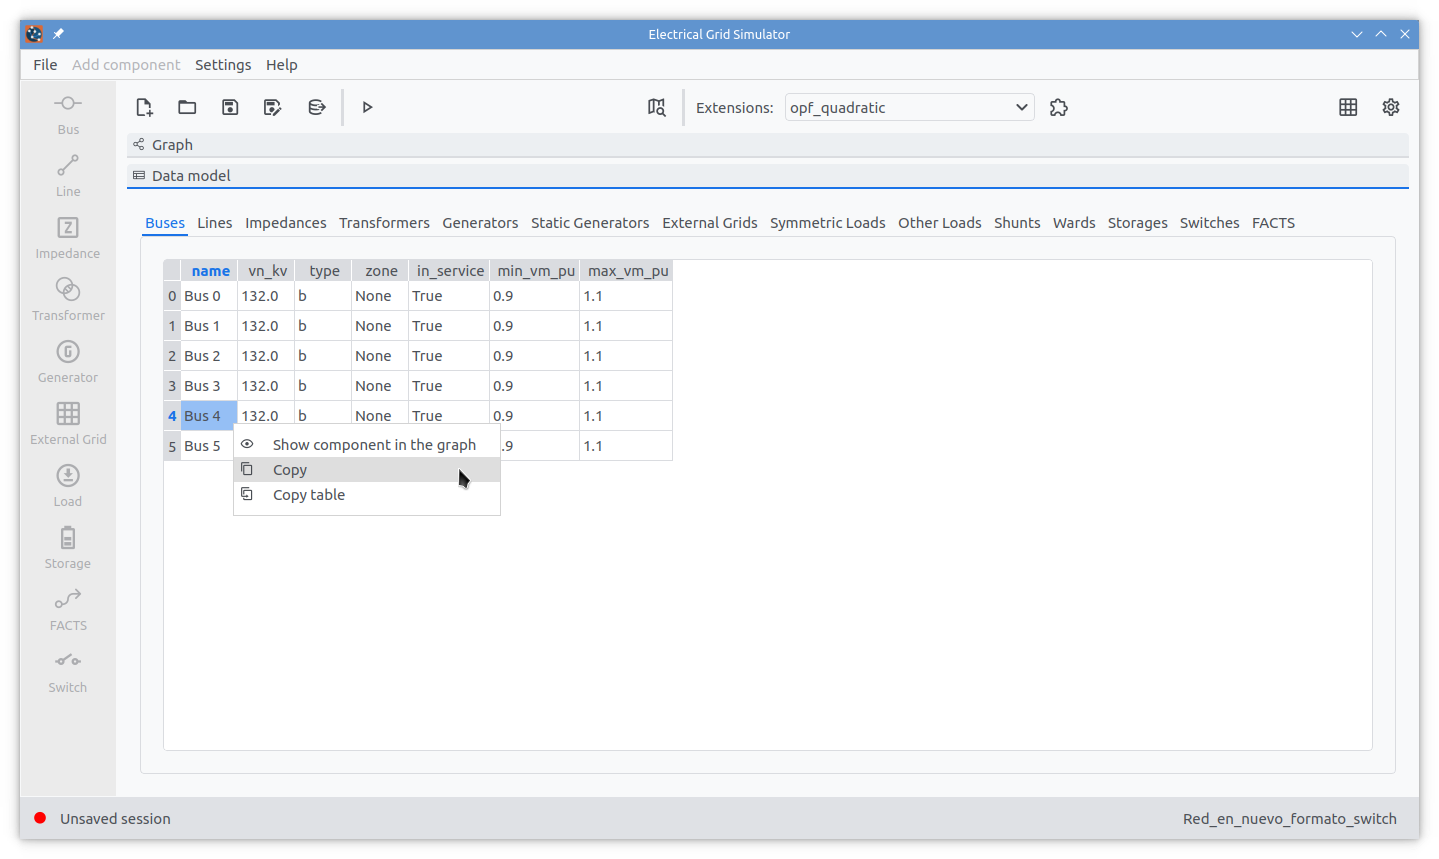 Electrical Grid Simulator
File Add component Settings Help
Extensions: opf_quadratic
Bus
Line
Impedance
Transformer
Generator
External Grid
Load
Storage
FACTS
Switch
Graph
Data model
Buses Lines Impedances Transformers Generators Static Generators External Grids Symmetric Loads Other Loads Shunts Wards Storages Switches FACTS
name vn_kv type zone in_service min_vm_pu max_vm_pu
0 Bus 0 132.0 b None True 0.9 1.1
1 Bus 1 132.0 b None True 0.9 1.1
2 Bus 2 132.0 b None True 0.9 1.1
3 Bus 3 132.0 b None True 0.9 1.1
4 Bus 4 132.0 b None True 0.9 1.1
5 Bus 5 .9 1.1
Show component in the graph
Copy
Copy table
Unsaved session
Red_en_nuevo_formato_switch